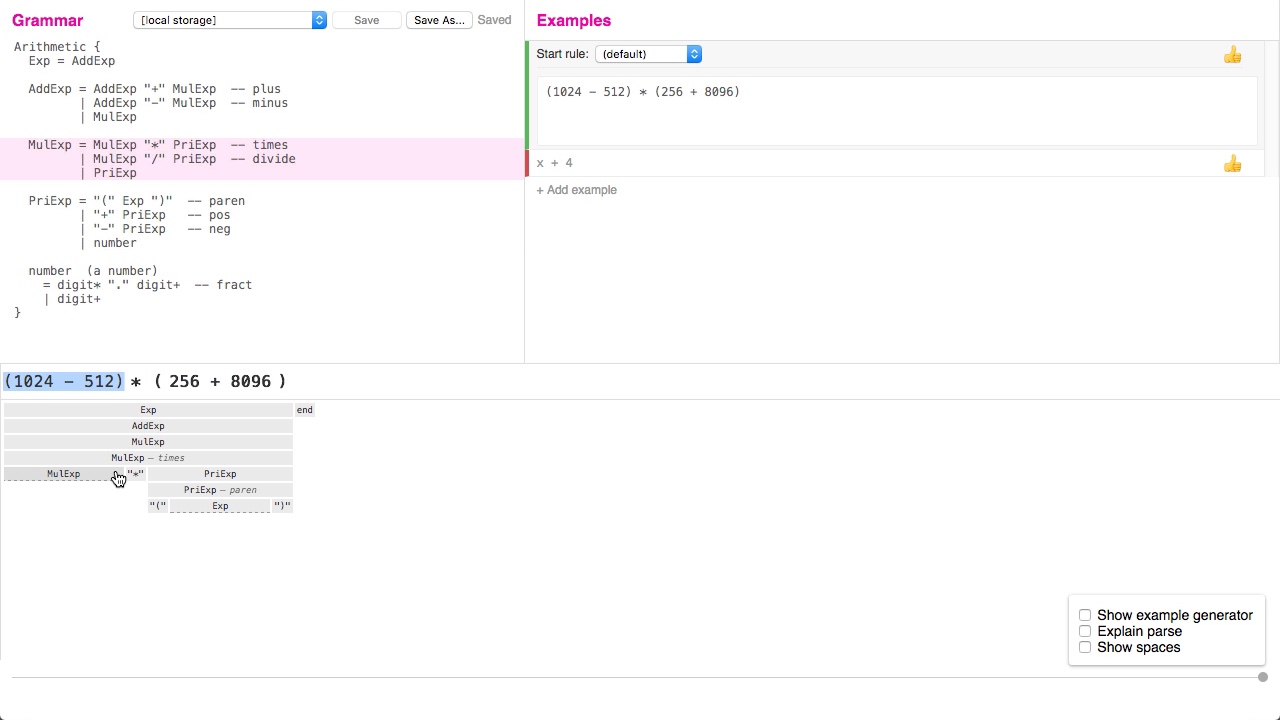 Grammar
[local storage]
Save
Save As...
Saved
Arithmetic {
  Exp = AddExp
  AddExp = AddExp "+" MulExp  -- plus
         | AddExp "-" MulExp  -- minus
         | MulExp
  MulExp = MulExp "*" PriExp  -- times
         | MulExp "/" PriExp  -- divide
         | PriExp
  PriExp = "(" Exp ")"  -- paren
         | "+" PriExp   -- pos
         | "-" PriExp   -- neg
         | number
  number  (a number)
    = digit* "." digit+  -- fract
    | digit+
}
Examples
Start rule: (default)
(1024 - 512) * (256 + 8096)
x + 4
+ Add example
(1024 - 512) * ( 256 + 8096 )
Exp end
AddExp
MulExp
MulExp – times
MulExp "*" PriExp
PriExp – paren
"(" Exp ")"
Show example generator
Explain parse
Show spaces